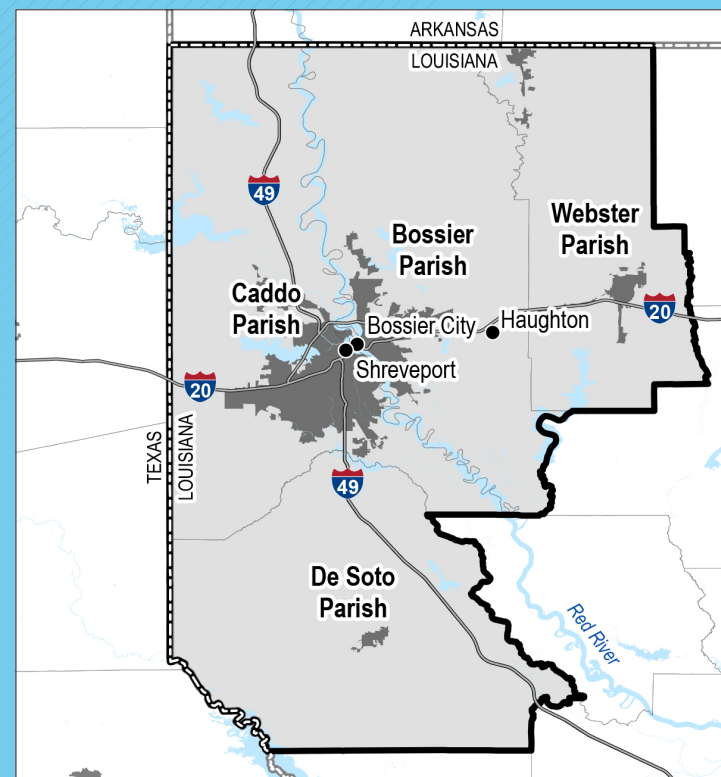 ARKANSAS
LOUISIANA
49
Webster
Parish
Bossier
Parish
Caddo
Parish
20
Haughton
Bossier City
Shreveport
20
TEXAS
LOUISIANA
49
De Soto
Parish
Red River